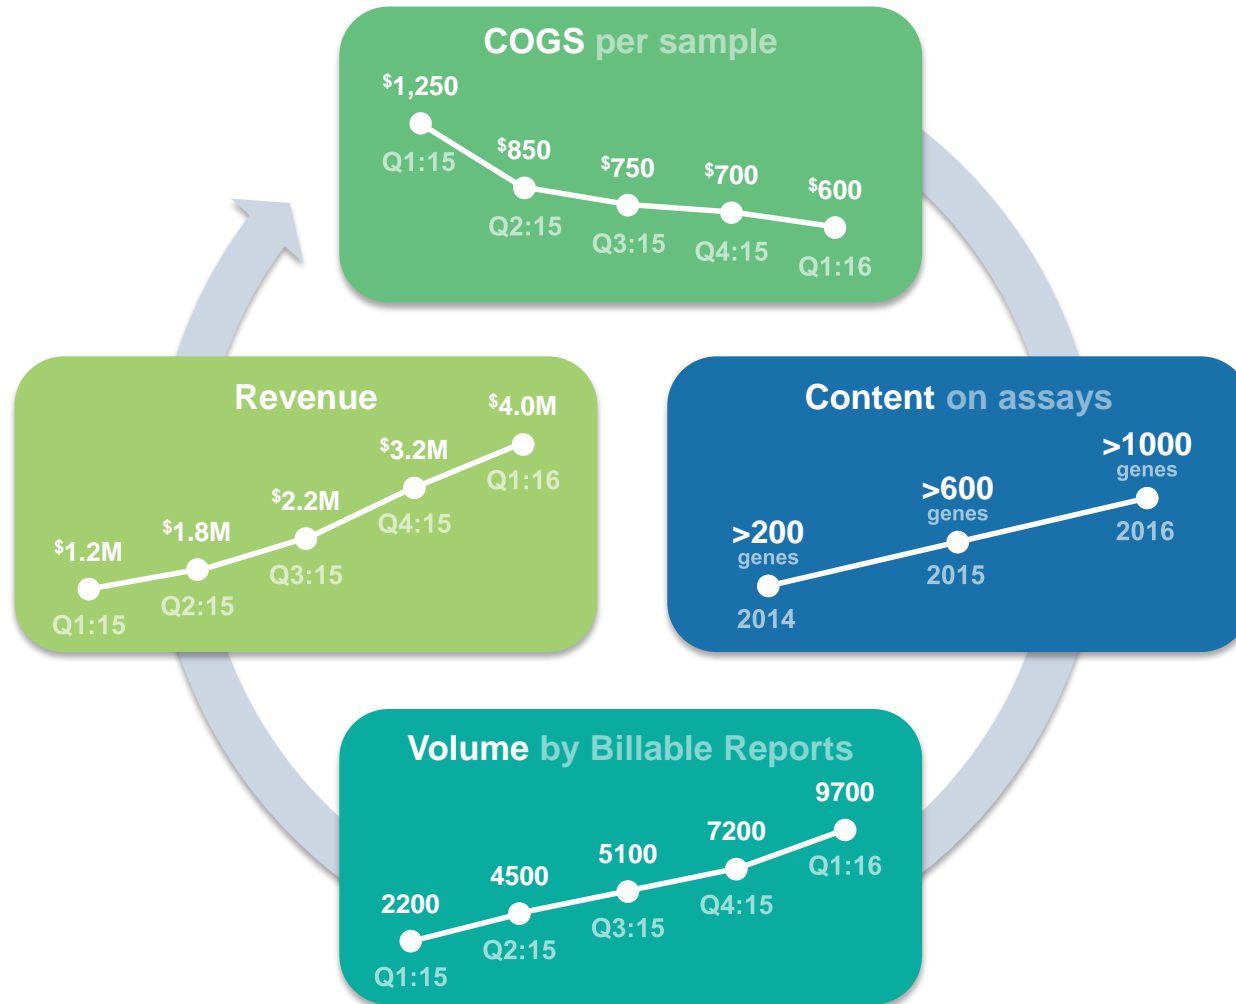 COGS per sample
$1,250
Q1:15
$850
Q2:15
$750
Q3:15
$700
Q4:15
$600
Q1:16
Revenue
$1.2M
Q1:15
$1.8M
Q2:15
$2.2M
Q3:15
$3.2M
Q4:15
$4.0M
Q1:16
Content on assays
>200
genes
2014
>600
genes
2015
>1000
genes
2016
Volume by Billable Reports
2200
Q1:15
4500
Q2:15
5100
Q3:15
7200
Q4:15
9700
Q1:16